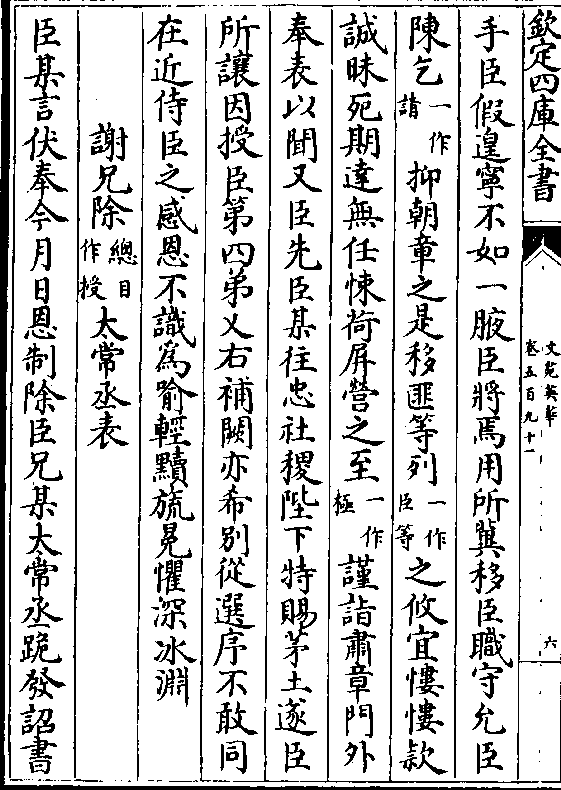 欽定四庫全書
文苑英華
卷五百九十一
六
手臣假遑寧不如一腋臣將焉用所冀移臣職守允臣
陳乞一作請抑朝章之是移匪等列一作臣等之攸宜悽悽款
誠昧死期達無任悚荷屏營之至一作極謹詣肅章門外
奉表以聞又臣先臣某往忠社稷陛下特賜茅土遂臣
所讓因授臣第四弟乂右補闕亦希別從選序不敢同
在近侍臣之感恩不識為喻輕黷旒冕懼深冰淵
謝兄除總目作授太常丞表
臣某言伏奉今月日恩制除臣兄某太常丞跪發詔書